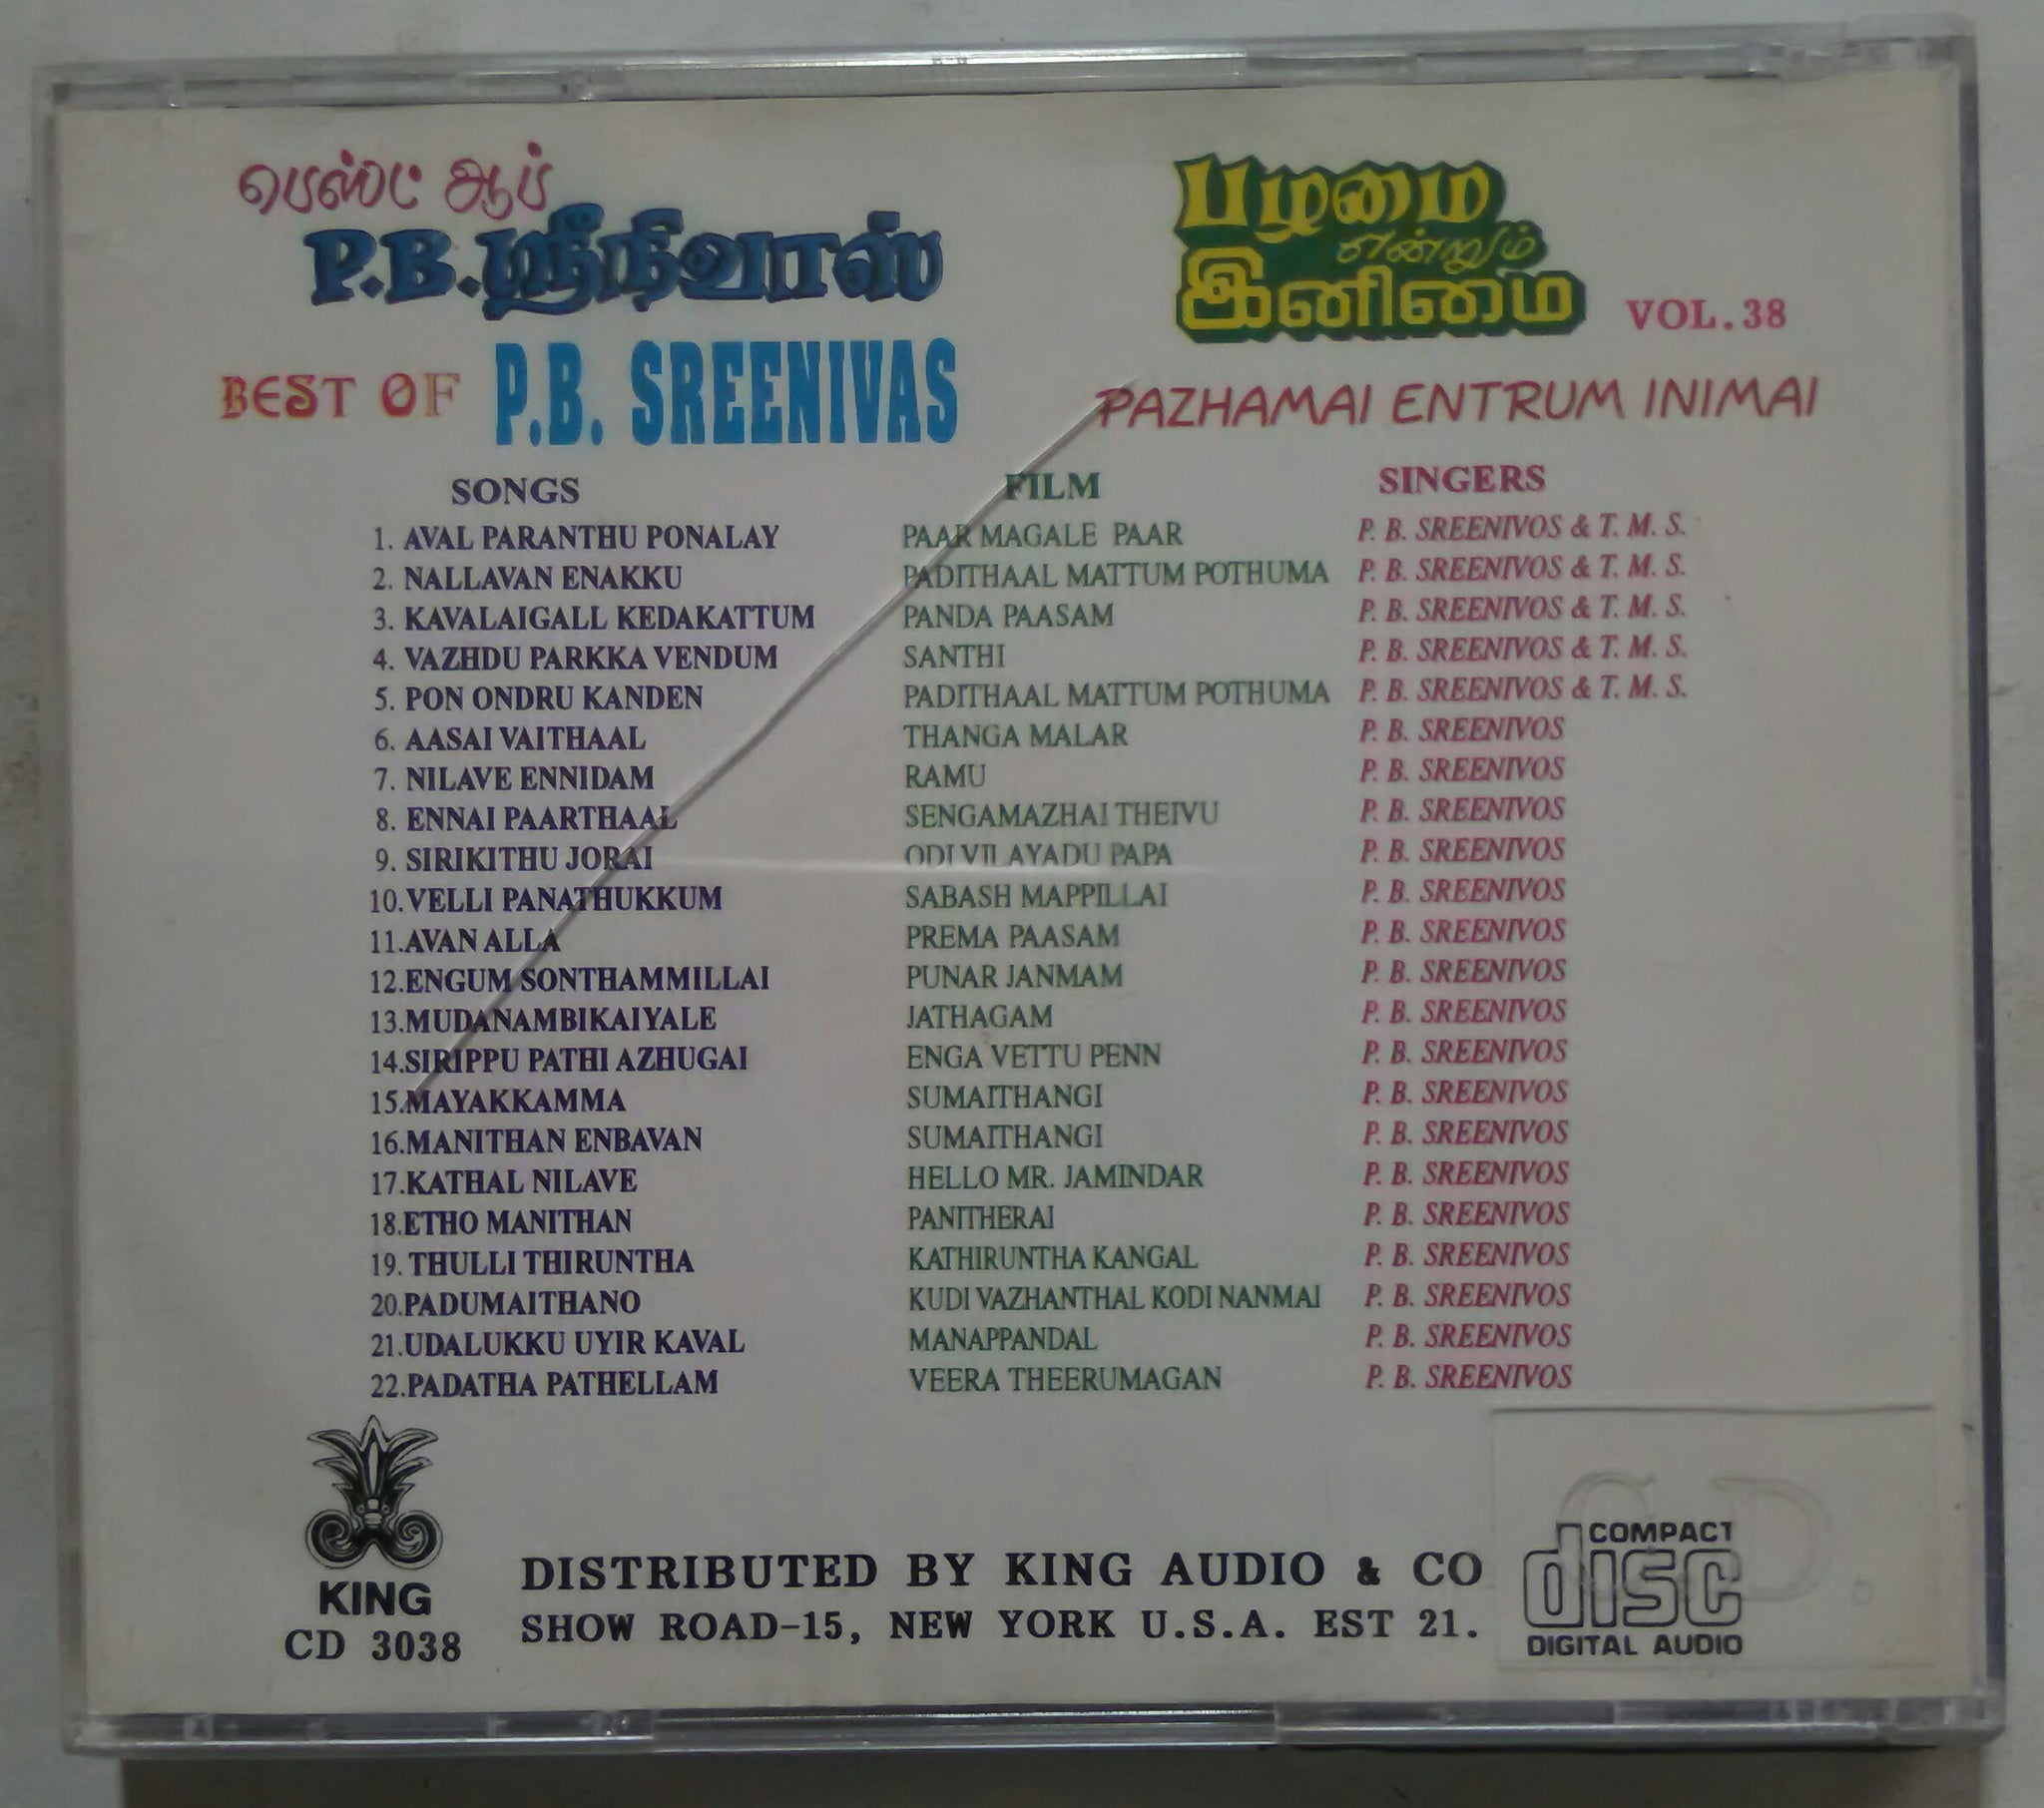 பெஸ்ட் ஆப்
P.B.ஸ்ரீநிவாஸ்
BEST OF P.B. SREENIVAS
பழமை
என்றும்
இனிமை
VOL.38
PAZHAMAI ENTRUM INIMAI
SONGS FILM SINGERS
1. AVAL PARANTHU PONALAY PAAR MAGALE PAAR P. B. SREENIVOS & T. M. S.
2. NALLAVAN ENAKKU PADITHAAL MATTUM POTHUMA P. B. SREENIVOS & T. M. S.
3. KAVALAIGALL KEDAKATTUM PANDA PAASAM P. B. SREENIVOS & T. M. S.
4. VAZHDU PARKKA VENDUM SANTHI P. B. SREENIVOS & T. M. S.
5. PON ONDRU KANDEN PADITHAAL MATTUM POTHUMA P. B. SREENIVOS & T. M. S.
6. AASAI VAITHAAL THANGA MALAR P. B. SREENIVOS
7. NILAVE ENNIDAM RAMU P. B. SREENIVOS
8. ENNAI PAARTHAAL SENGAMAZHAI THEIVU P. B. SREENIVOS
9. SIRIKITHU JORAI ODI VILAYADU PAPA P. B. SREENIVOS
10.VELLI PANATHUKKUM SABASH MAPPILLAI P. B. SREENIVOS
11.AVAN ALLA PREMA PAASAM P. B. SREENIVOS
12.ENGUM SONTHAMMILLAI PUNAR JANMAM P. B. SREENIVOS
13.MUDANAMBIKAIYALE JATHAGAM P. B. SREENIVOS
14.SIRIPPU PATHI AZHUGAI ENGA VETTU PENN P. B. SREENIVOS
15.MAYAKKAMMA SUMAITHANGI P. B. SREENIVOS
16.MANITHAN ENBAVAN SUMAITHANGI P. B. SREENIVOS
17.KATHAL NILAVE HELLO MR. JAMINDAR P. B. SREENIVOS
18.ETHO MANITHAN PANITHERAI P. B. SREENIVOS
19. THULLI THIRUNTHA KATHIRUNTHA KANGAL P. B. SREENIVOS
20.PADUMAITHANO KUDI VAZHANTHAL KODI NANMAI P. B. SREENIVOS
21.UDALUKKU UYIR KAVAL MANAPPANDAL P. B. SREENIVOS
22.PADATHA PATHELLAM VEERA THEERUMAGAN P. B. SREENIVOS
KING
CD 3038
DISTRIBUTED BY KING AUDIO & CO
SHOW ROAD-15, NEW YORK U.S.A. EST 21.
CD
COMPACT
disc
DIGITAL AUDIO